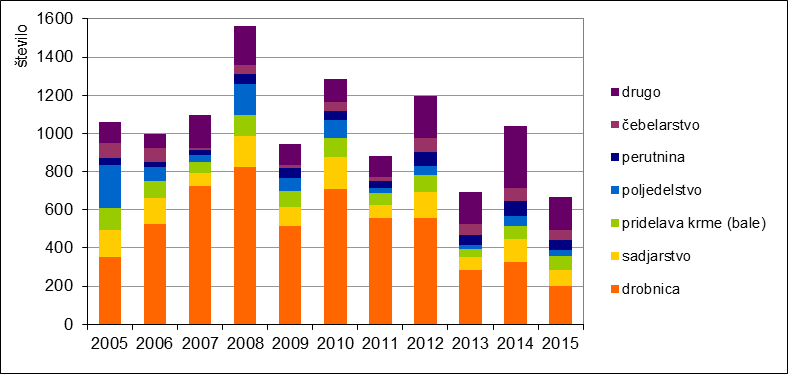 število
1600
1400
1200
1000
800
600
400
200
0
2005 2006 2007 2008 2009 2010 2011 2012 2013 2014 2015
drugo
čebelarstvo
perutnina
poljedelstvo
pridelava krme (bale)
sadjarstvo
drobnica